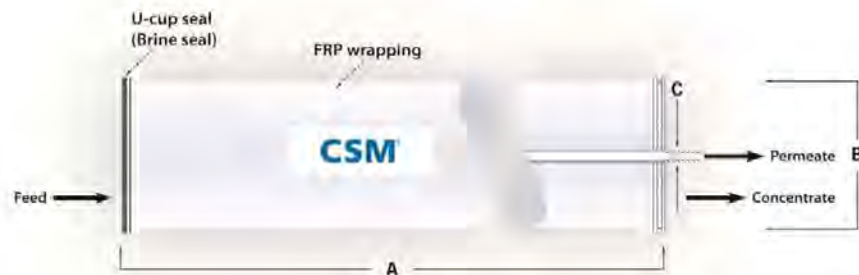 U-cup seal
(Brine seal)
FRP wrapping
C
CSM
Permeate
B
Feed
Concentrate
A